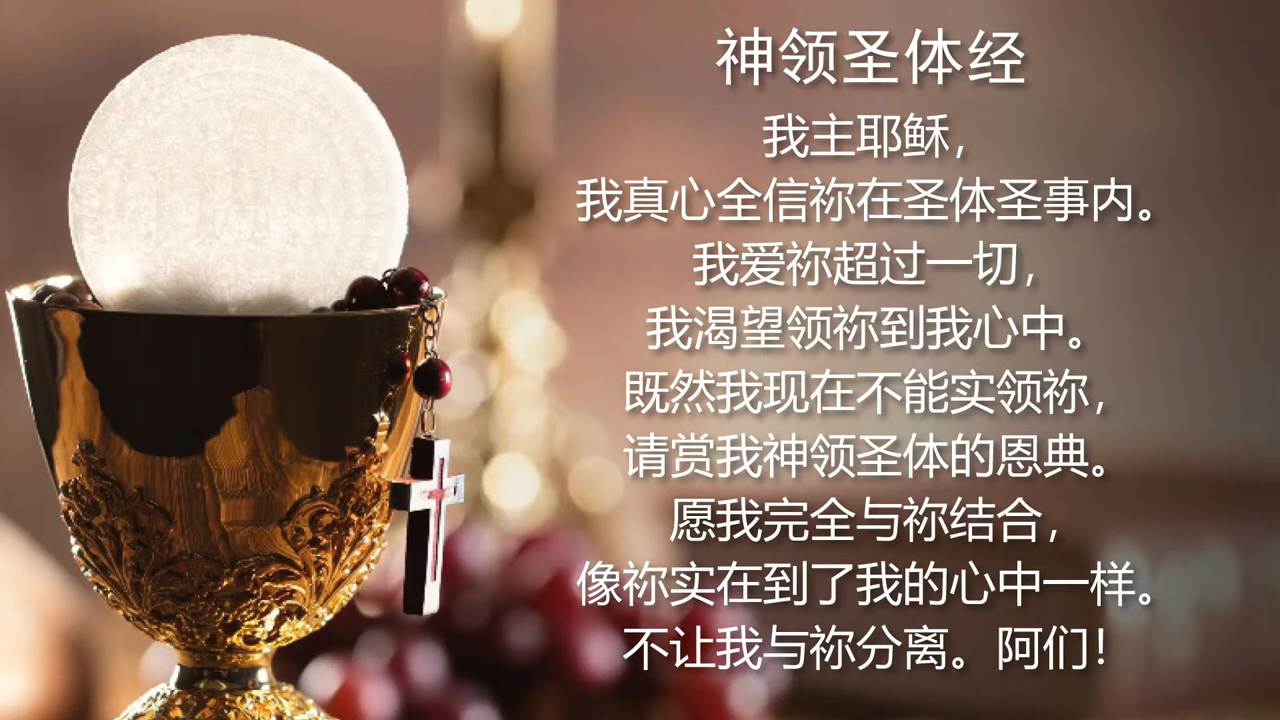 神领圣体经
我主耶稣，
我真心全信祢在圣体圣事内。
我爱祢超过一切，
我渴望领祢到我心中。
既然我现在不能实领祢，
请赏我神领圣体的恩典。
愿我完全与祢结合，
像祢实在到了我的心中一样。
不让我与祢分离。阿们！